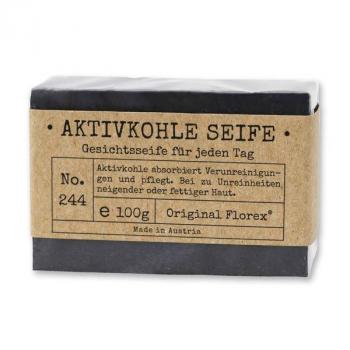 · AKTIVKOHLE SEIFE ·
Gesichtsseife für jeden Tag
No.
244
Aktivkohle absorbiert Verunreinigun-
gen und pflegt. Bei zu Unreinheiten
neigender oder fettiger Haut.
e 100g
Original Florex®
Made in Austria